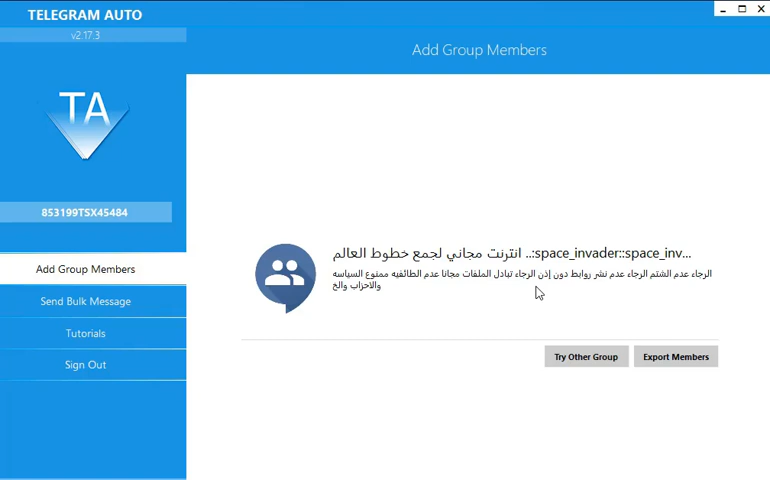 TELEGRAM AUTO
v2.17.3
TA
853199TSX45484
Add Group Members
Send Bulk Message
Tutorials
Sign Out
Add Group Members
انترنت مجاني لجمع خطوط العالم ..:space_invader::space_inv...
الرجاء عدم الشتم الرجاء عدم نشر روابط دون إذن الرجاء تبادل الملفات مجانا عدم الطائفيه ممنوع السياسه
والاحزاب والخ
Try Other Group
Export Members